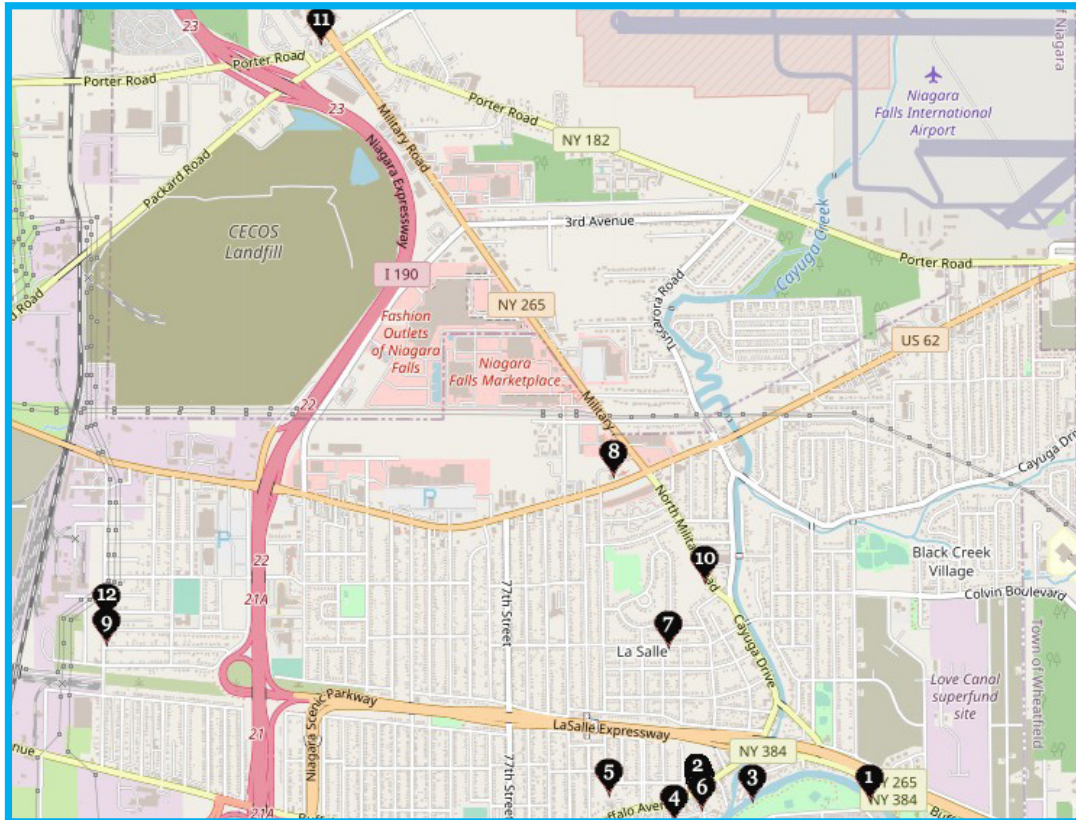 11
23
of Niagara
Porter Road
Porter Road
23
Military Road
Porter Road
NY 182
Niagara
Falls International
Airport
Niagara Expressway
Packard Road
CECOS
Landfill
3rd Avenue
Cayuga Creek
Porter Road
I 190
NY 265
Tuscarora Road
Road
Fashion
Outlets
of Niagara
Falls
Niagara
Falls Marketplace
US 62
22
Military
8
Cayuga Drive
P
North Military Road
P
22
10
Black Creek
Village
Colvin Boulevard
21A
77th Street
12
9
7
La Salle
Cayuga Drive
Town of Wheatfield
Love Canal
superfund
site
Niagara Scenic
Parkway
21
LaSalle Expressway
77th Street
NY 384
5
2
6
3
1
NY 265
NY 384
4
21A